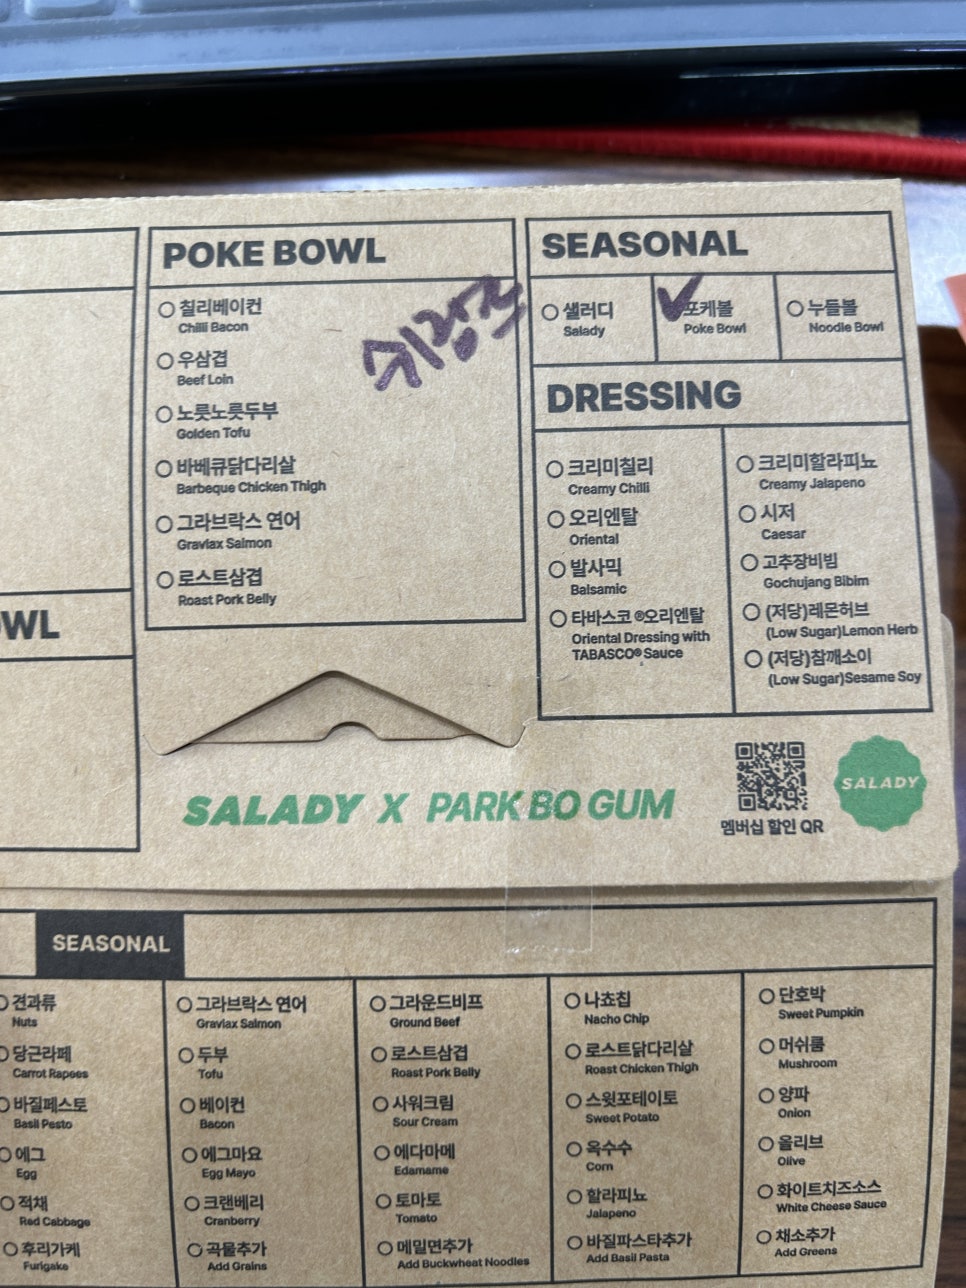 POKE BOWL
칠리베이컨
Chilli Bacon
우삼겹
Beef Loin
노릇노릇두부
Golden Tofu
바베큐닭다리살
Barbeque Chicken Thigh
그라브락스 연어
Gravlax Salmon
로스트삼겹
Roast Pork Belly
SEASONAL
샐러디
Salady
포케볼
Poke Bowl
누들볼
Noodle Bowl
DRESSING
크리미칠리
Creamy Chilli
오리엔탈
Oriental
발사믹
Balsamic
타바스코®오리엔탈
Oriental Dressing with
TABASCO® Sauce
크리미할라피뇨
Creamy Jalapeno
시저
Caesar
고추장비빔
Gochujang Bibim
(저당)레몬허브
(Low Sugar)Lemon Herb
(저당)참깨소이
(Low Sugar)Sesame Soy
OWL
SALADY X PARK BO GUM
멤버십 할인 QR
SALADY
SEASONAL
견과류
Nuts
당근라페
Carrot Rapees
바질페스토
Basil Pesto
에그
Egg
적채
Red Cabbage
후리가케
Furigake
그라브락스 연어
Gravlax Salmon
두부
Tofu
베이컨
Bacon
에그마요
Egg Mayo
크랜베리
Cranberry
곡물추가
Add Grains
그라운드비프
Ground Beef
로스트삼겹
Roast Pork Belly
사워크림
Sour Cream
에다마메
Edamame
토마토
Tomato
메밀면추가
Add Buckwheat Noodles
나쵸칩
Nacho Chip
로스트닭다리살
Roast Chicken Thigh
스윗포테이토
Sweet Potato
옥수수
Corn
할라피뇨
Jalapeno
바질파스타추가
Add Basil Pasta
단호박
Sweet Pumpkin
머쉬룸
Mushroom
양파
Onion
올리브
Olive
화이트치즈소스
White Cheese Sauce
채소추가
Add Greens